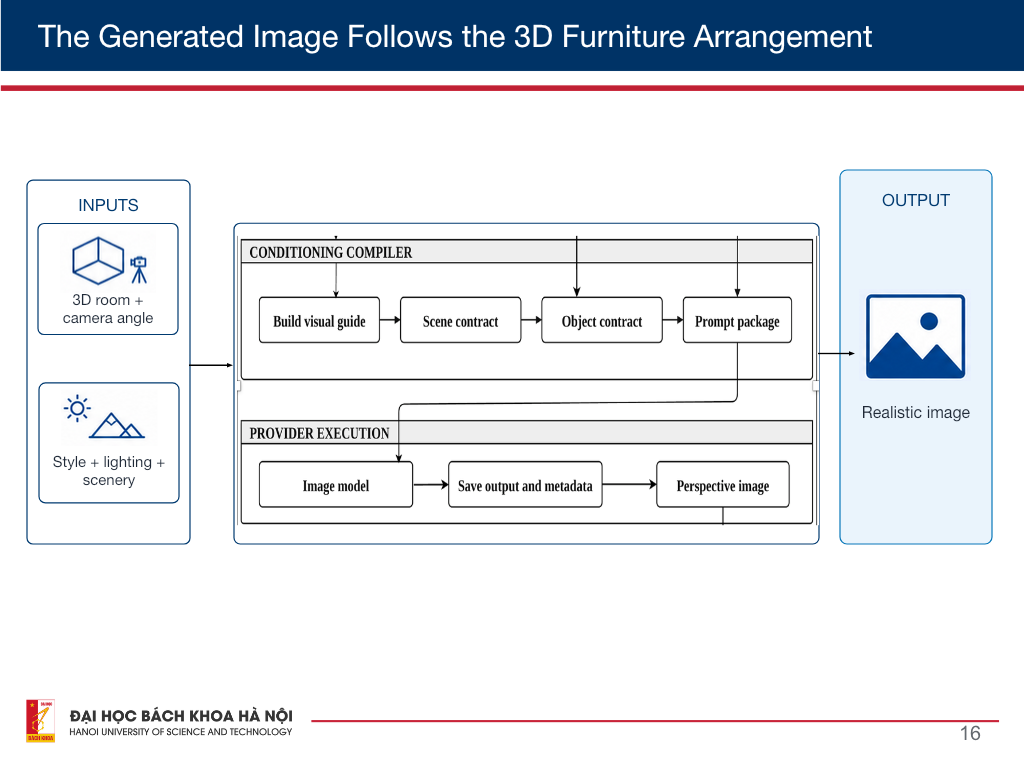 The Generated Image Follows the 3D Furniture Arrangement
INPUTS
3D room +
camera angle
Style + lighting +
scenery
CONDITIONING COMPILER
Build visual guide
Scene contract
Object contract
Prompt package
PROVIDER EXECUTION
Image model
Save output and metadata
Perspective image
OUTPUT
Realistic image
ĐẠI HỌC BÁCH KHOA HÀ NỘI
HANOI UNIVERSITY OF SCIENCE AND TECHNOLOGY
16